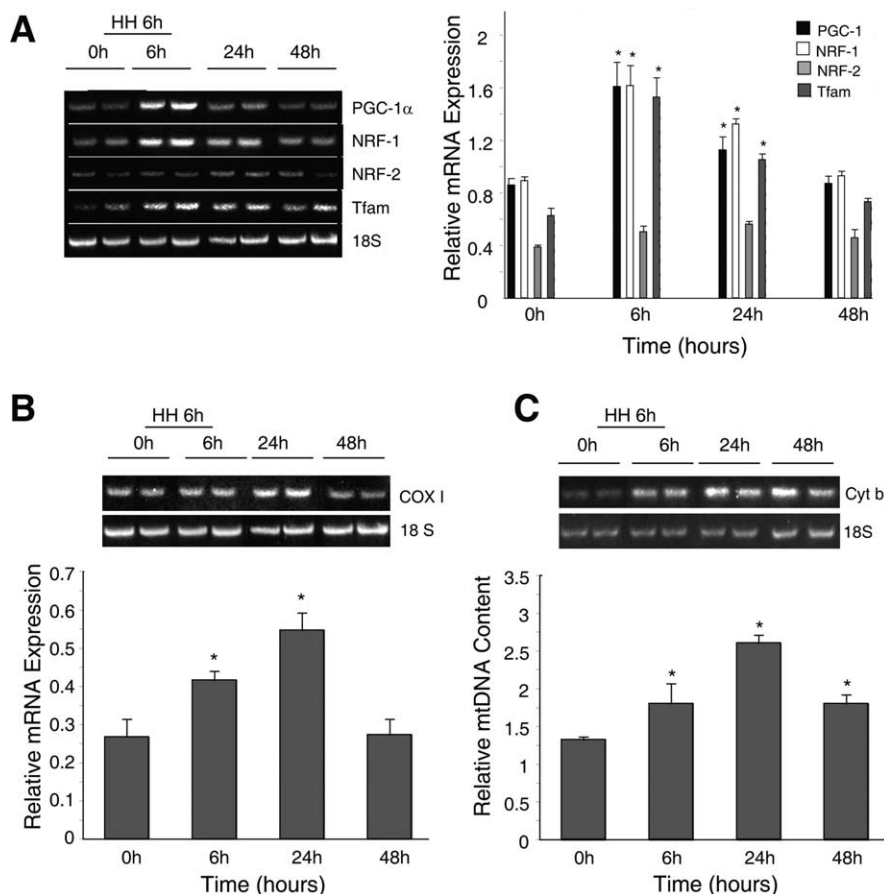 A
HH 6h
0h 6h 24h 48h
PGC-1α
NRF-1
NRF-2
Tfam
18S
Relative mRNA Expression
2
1.6
1.2
0.8
0.4
0
* * *
* * *
PGC-1
NRF-1
NRF-2
Tfam
0h 6h 24h 48h
Time (hours)
B
HH 6h
0h 6h 24h 48h
COX I
18 S
Relative mRNA Expression
0.7
0.6
0.5
0.4
0.3
0.2
0.1
0
*
*
0h 6h 24h 48h
Time (hours)
C
HH 6h
0h 6h 24h 48h
Cyt b
18S
Relative mtDNA Content
3.5
3
2.5
2
1.5
1
0.5
0
*
*
*
0h 6h 24h 48h
Time (hours)